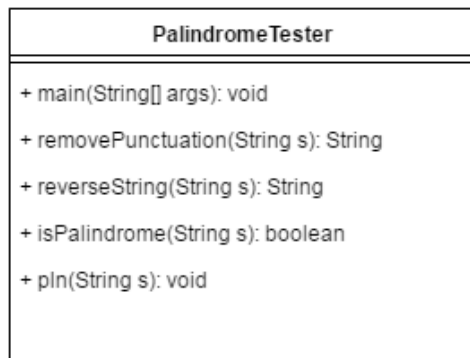 PalindromeTester
+ main(String[] args): void
+ removePunctuation(String s): String
+ reverseString(String s): String
+ isPalindrome(String s): boolean
+ pln(String s): void